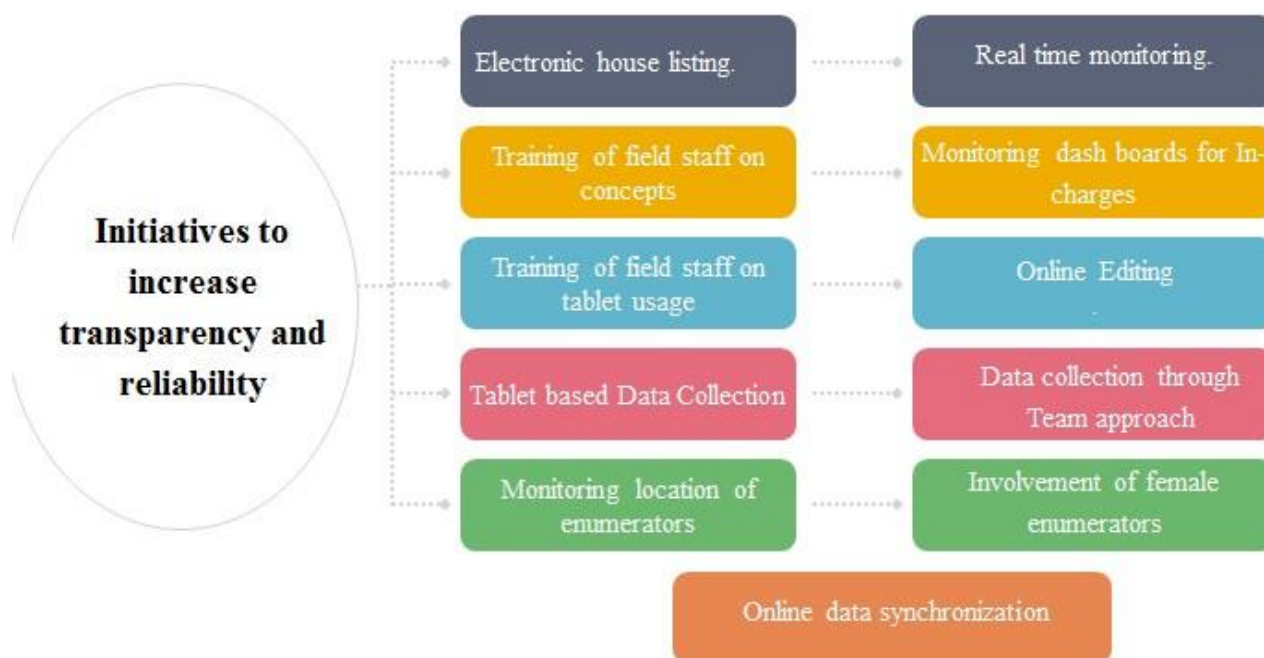 Initiatives to
increase
transparency and
reliability
Electronic house listing.
Real time monitoring.
Training of field staff on
concepts
Monitoring dash boards for In-
charges
Training of field staff on
tablet usage
Online Editing
.
Tablet based Data Collection
Data collection through
Team approach
Monitoring location of
enumerators
Involvement of female
enumerators
Online data synchronization